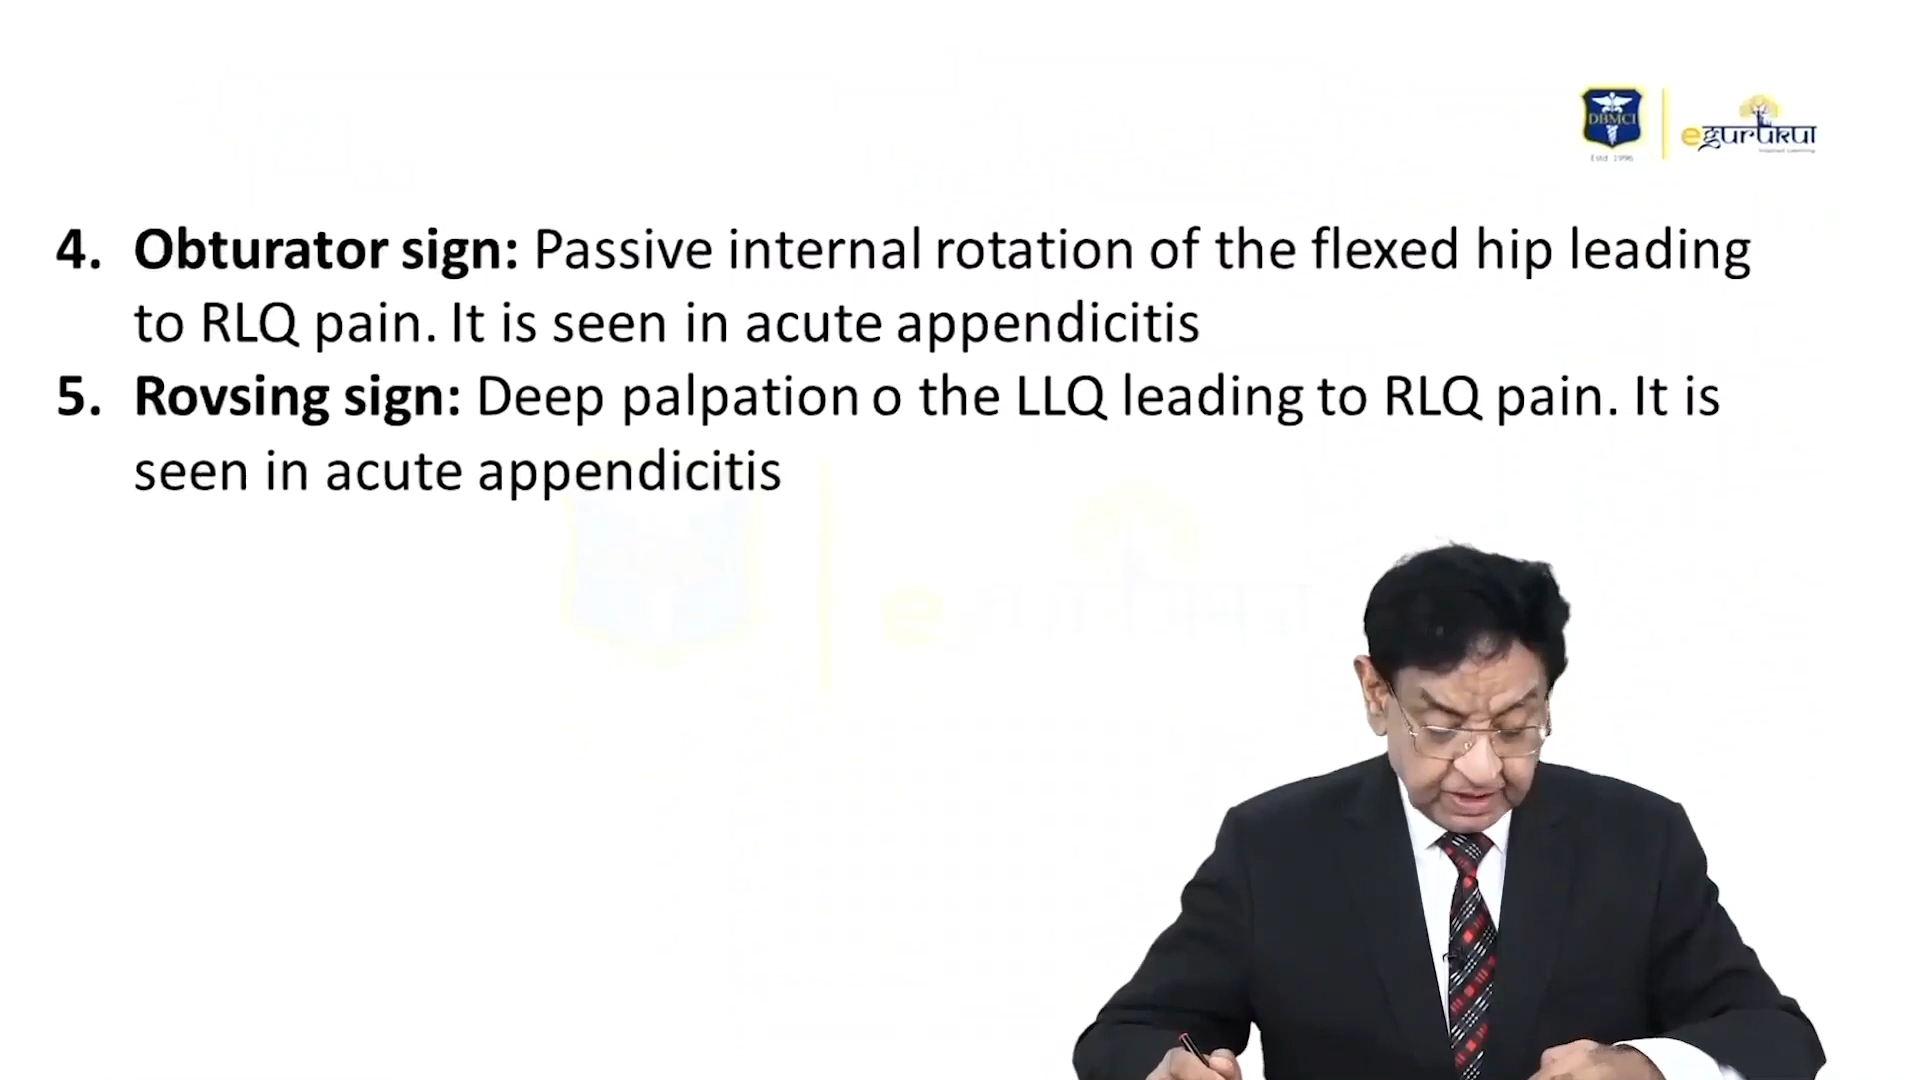 DBMCI
Estd 1996
egurukul
4. Obturator sign: Passive internal rotation of the flexed hip leading
to RLQ pain. It is seen in acute appendicitis
5. Rovsing sign: Deep palpation o the LLQ leading to RLQ pain. It is
seen in acute appendicitis